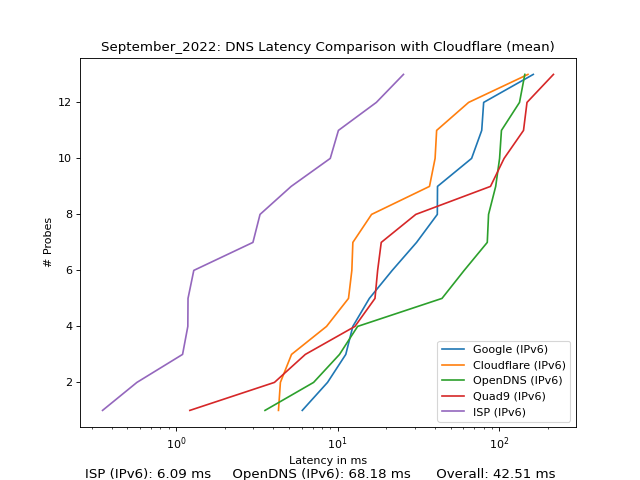 September_2022: DNS Latency Comparison with Cloudflare (mean)
# Probes
12
10
8
6
4
2
Google (IPv6)
Cloudflare (IPv6)
OpenDNS (IPv6)
Quad9 (IPv6)
ISP (IPv6)
10⁰ 10¹ 10²
Latency in ms
ISP (IPv6): 6.09 ms OpenDNS (IPv6): 68.18 ms Overall: 42.51 ms